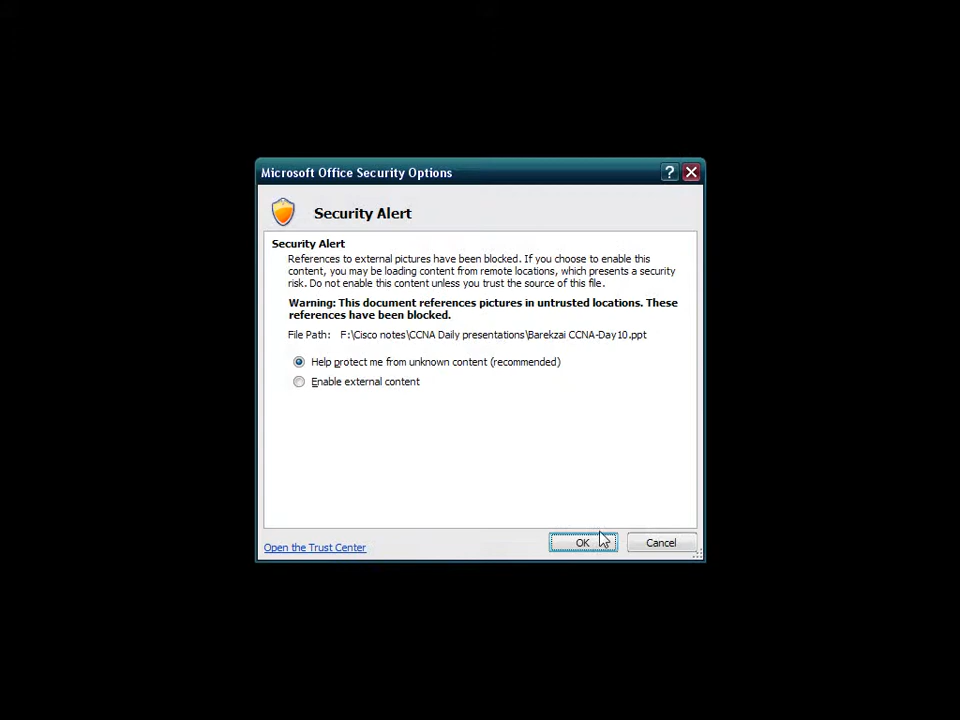 Microsoft Office Security Options
?
Security Alert
Security Alert
References to external pictures have been blocked. If you choose to enable this
content, you may be loading content from remote locations, which presents a security
risk. Do not enable this content unless you trust the source of this file.
Warning: This document references pictures in untrusted locations. These
references have been blocked.
File Path: F:\Cisco notes\CCNA Daily presentations\Barekzai CCNA-Day10.ppt
Help protect me from unknown content (recommended)
Enable external content
Open the Trust Center
OK
Cancel